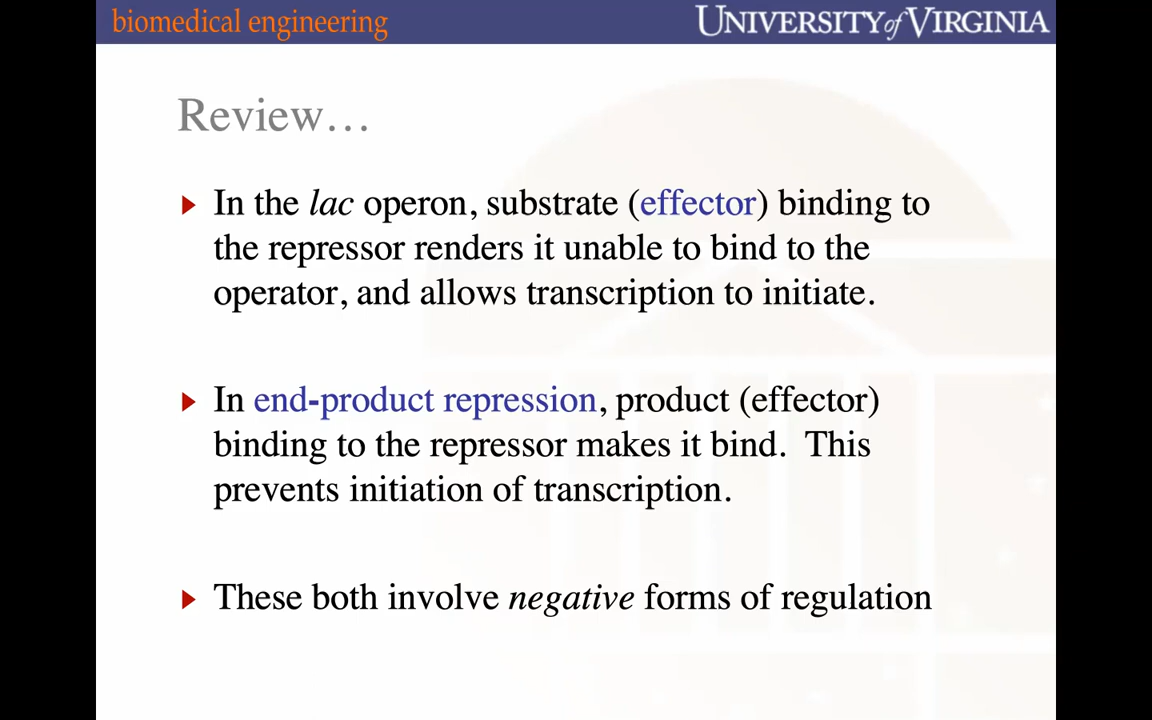 biomedical engineering
UNIVERSITY of VIRGINIA
Review…
In the lac operon, substrate (effector) binding to
the repressor renders it unable to bind to the
operator, and allows transcription to initiate.
In end-product repression, product (effector)
binding to the repressor makes it bind.  This
prevents initiation of transcription.
These both involve negative forms of regulation